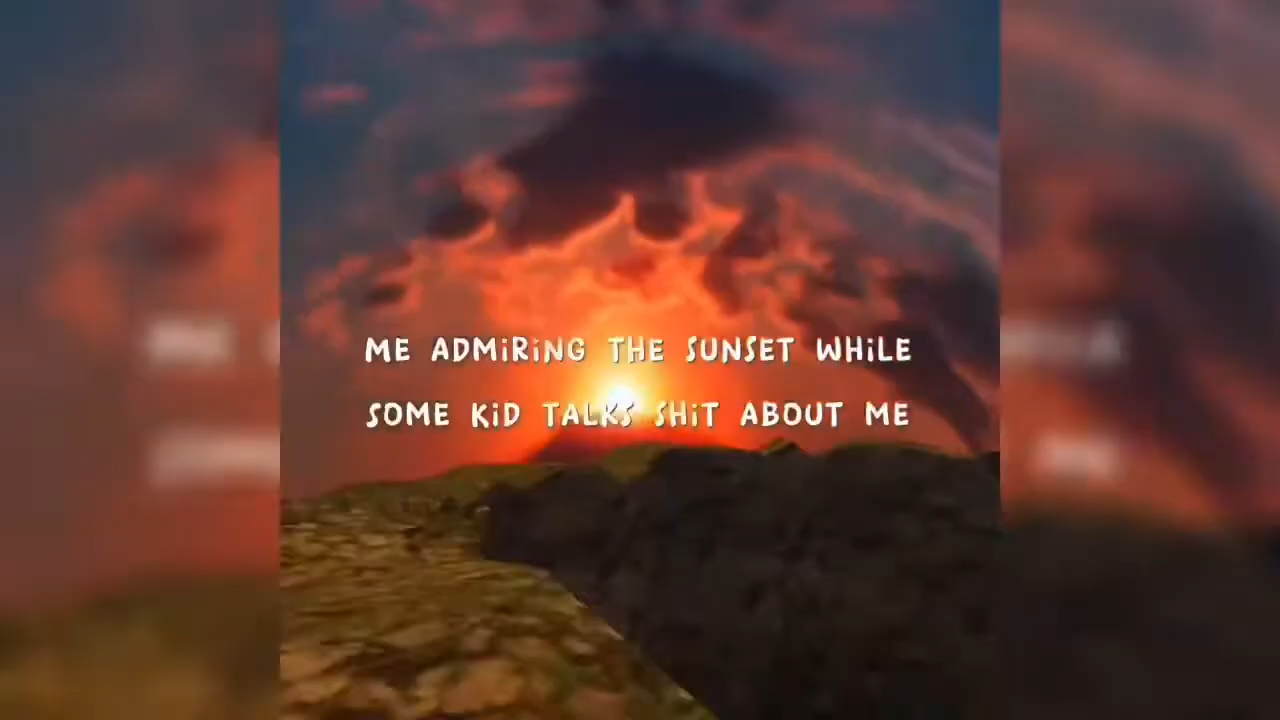 ME ADMiRiNG THE SUNSET WHiLE
SOME KiD TALKS SHiT ABOUT ME